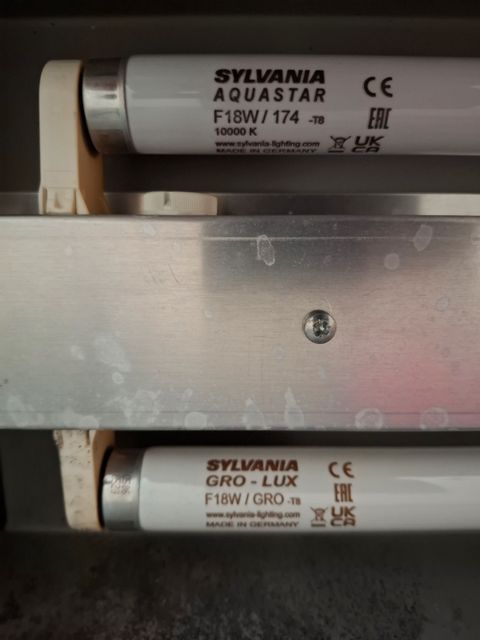 SYLVANIA
AQUASTAR
F18W / 174 -T8
10000 K
www.sylvania-lighting.com
MADE IN GERMANY
CE
EAC
UK
CA
SYLVANIA
GRO - LUX
F18W / GRO -T8
www.sylvania-lighting.com
MADE IN GERMANY
CE
EAC
UK
CA